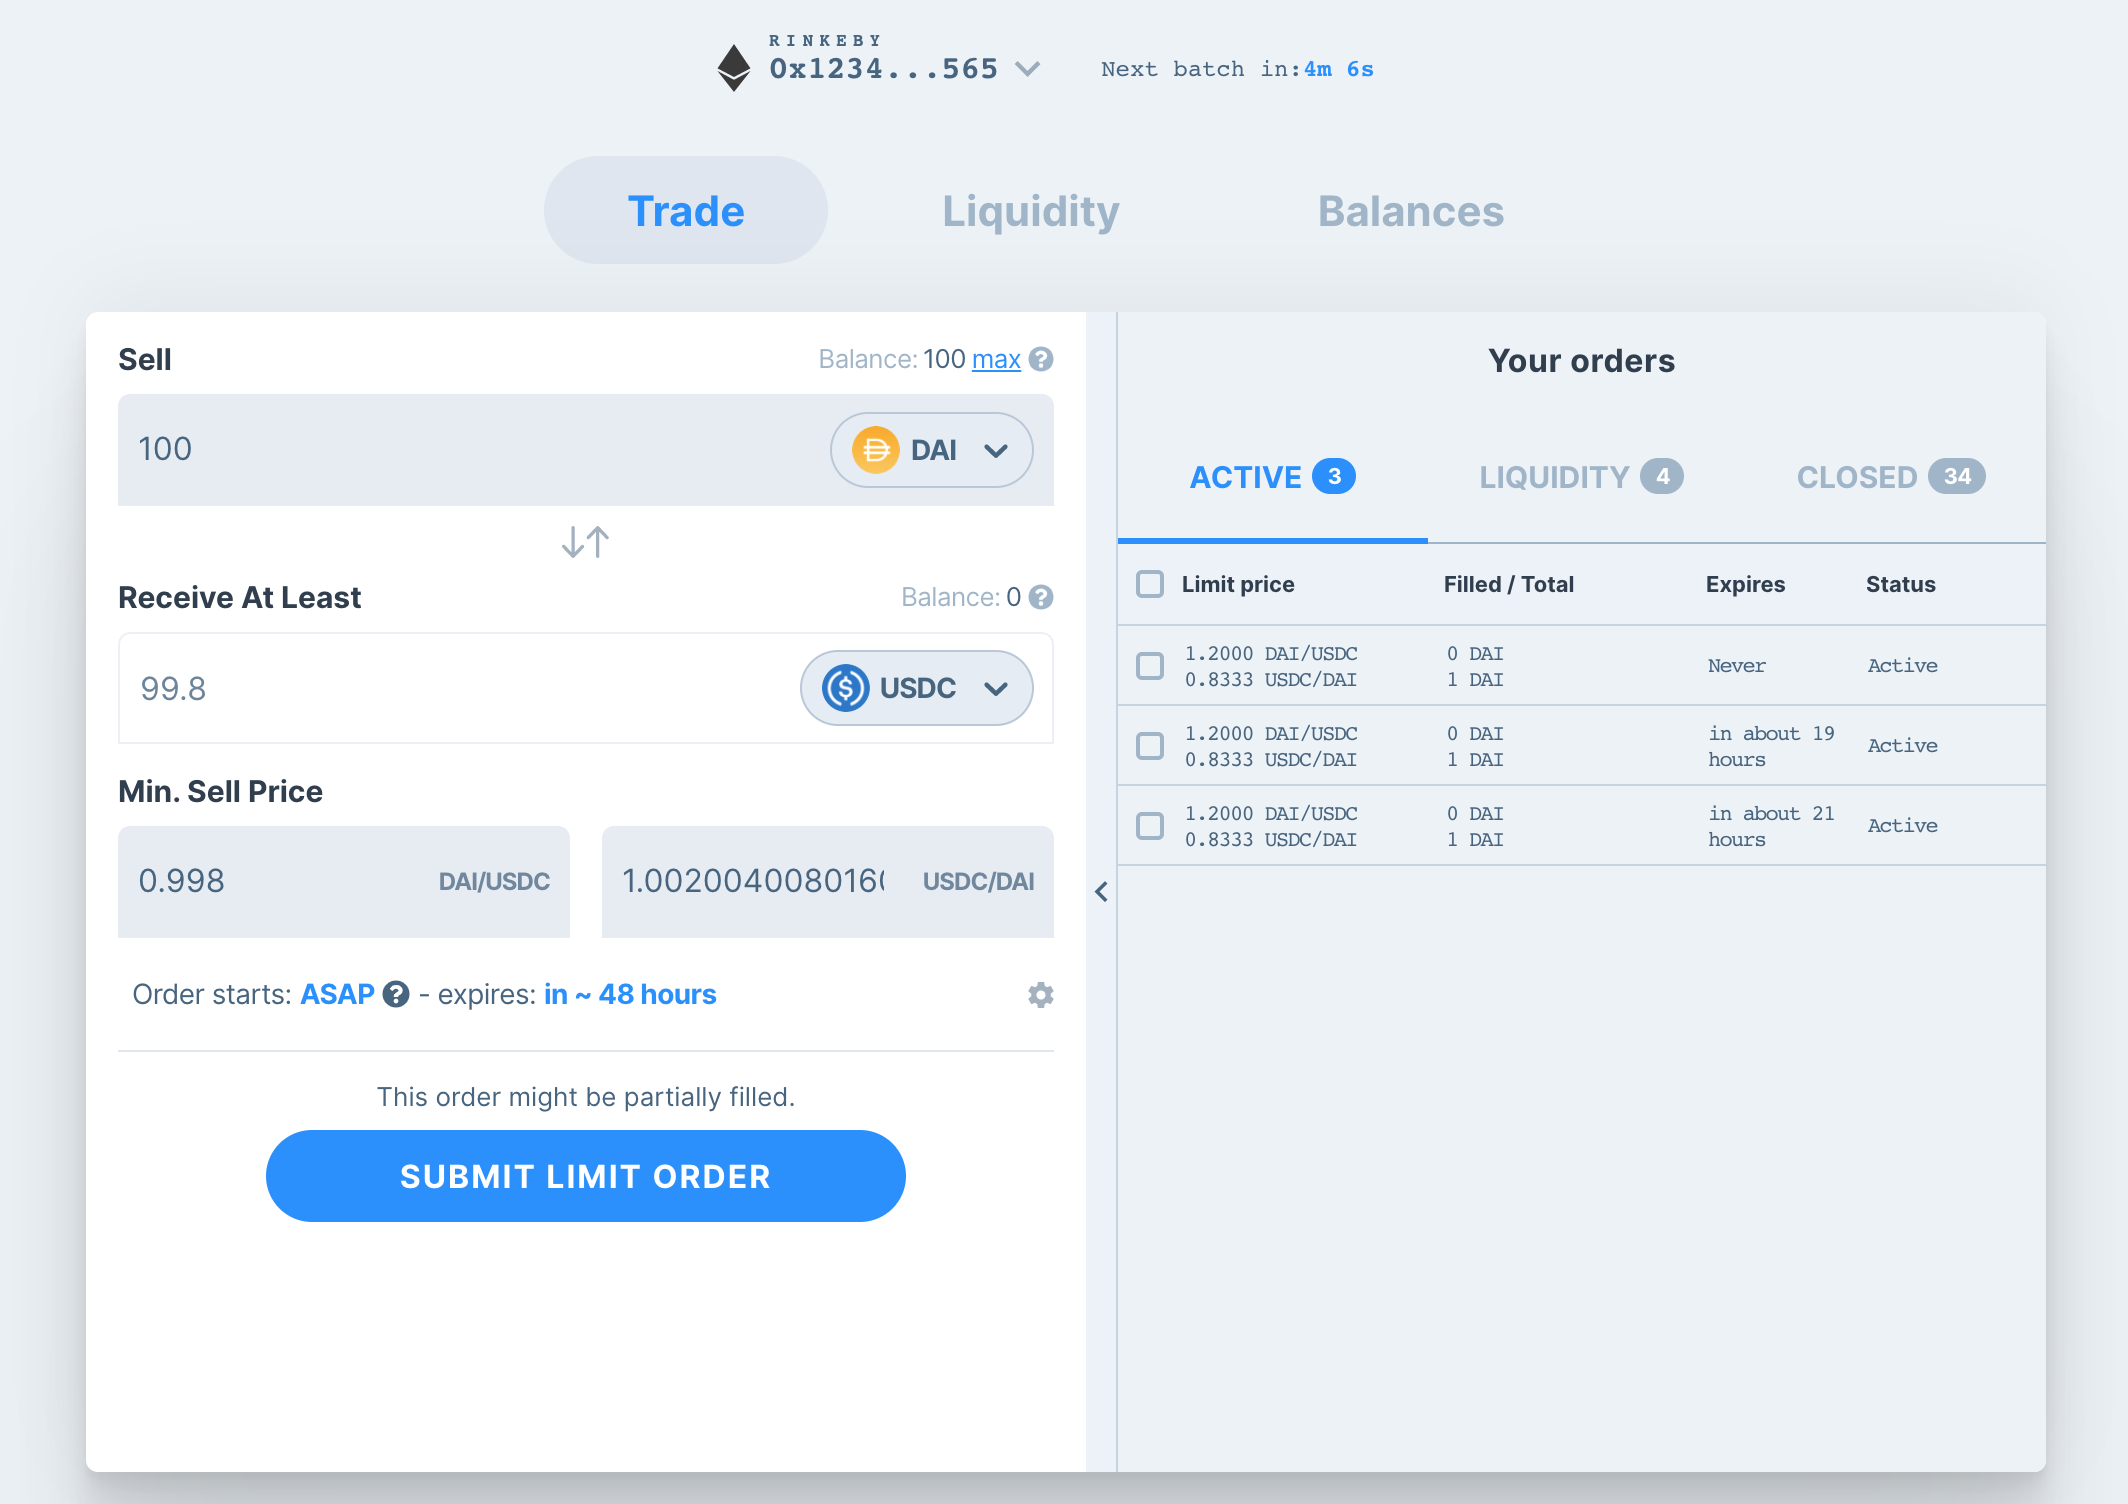 RINKEBY
0x1234...565
Next batch in:4m 6s
Trade
Liquidity
Balances
Sell
Balance: 100 max ?
100
DAI
Receive At Least
Balance: 0 ?
99.8
USDC
Min. Sell Price
0.998 DAI/USDC
1.0020040080160 USDC/DAI
Order starts: ASAP ? - expires: in ~ 48 hours
This order might be partially filled.
SUBMIT LIMIT ORDER
Your orders
ACTIVE 3
LIQUIDITY 4
CLOSED 34
Limit price Filled / Total Expires Status
1.2000 DAI/USDC
0.8333 USDC/DAI
0 DAI
1 DAI
Never
Active
1.2000 DAI/USDC
0.8333 USDC/DAI
0 DAI
1 DAI
in about 19
hours
Active
1.2000 DAI/USDC
0.8333 USDC/DAI
0 DAI
1 DAI
in about 21
hours
Active